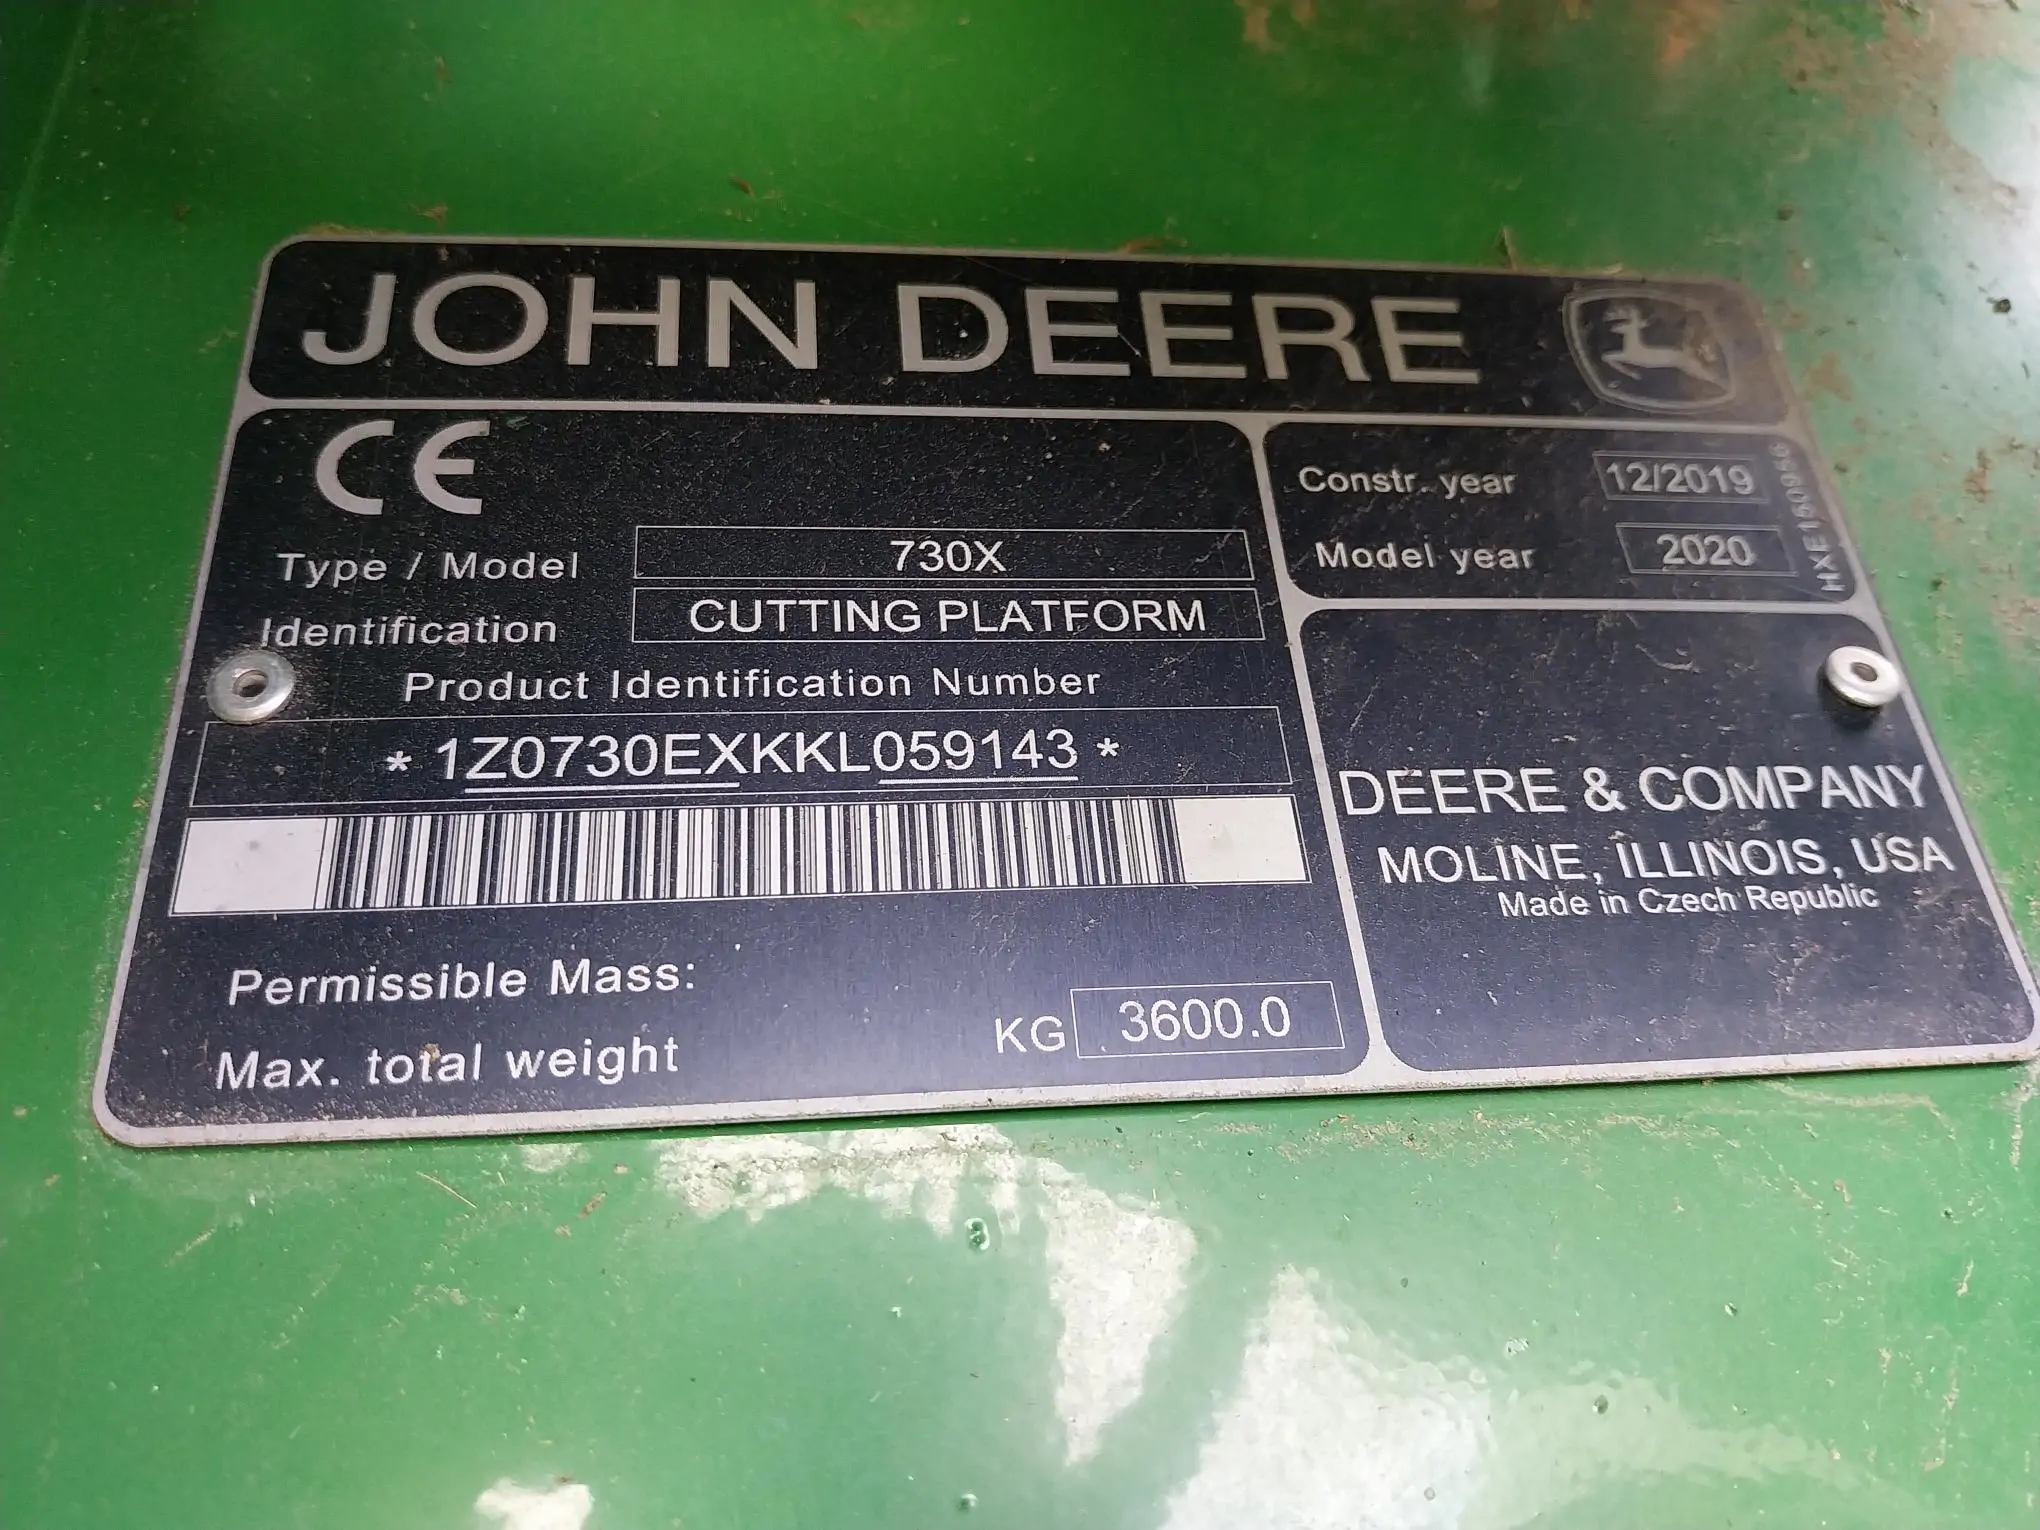 JOHN DEERE
CE
Type / Model 730X
Identification CUTTING PLATFORM
Product Identification Number
* 1Z0730EXKKL059143 *
Permissible Mass:
Max. total weight KG 3600.0
Constr. year 12/2019
Model year 2020
HXE150956
DEERE & COMPANY
MOLINE, ILLINOIS, USA
Made in Czech Republic